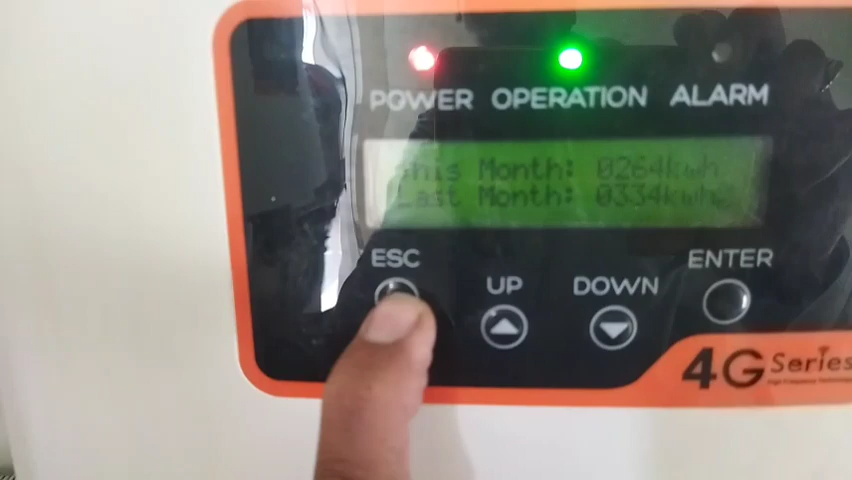 POWER OPERATION ALARM
This Month: 0264kwh
Last Month: 0334kwh
ESC UP DOWN ENTER
4G Series